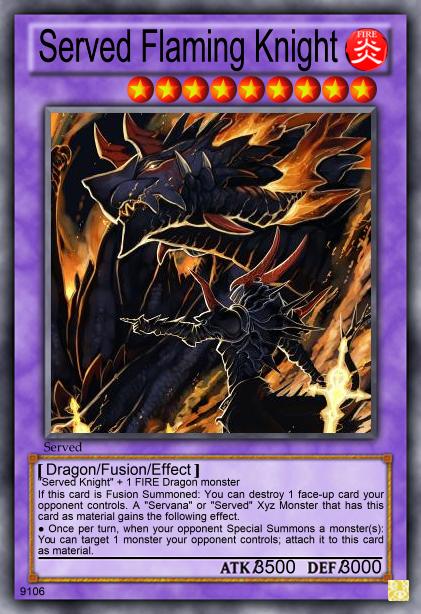 Served Flaming Knight
FIRE
炎
Served
[ Dragon/Fusion/Effect ]
"Served Knight" + 1 FIRE Dragon monster
If this card is Fusion Summoned: You can destroy 1 face-up card your
opponent controls. A "Servana" or "Served" Xyz Monster that has this
card as material gains the following effect.
● Once per turn, when your opponent Special Summons a monster(s):
You can target 1 monster your opponent controls; attach it to this card
as material.
ATK 3500 DEF 3000
9106